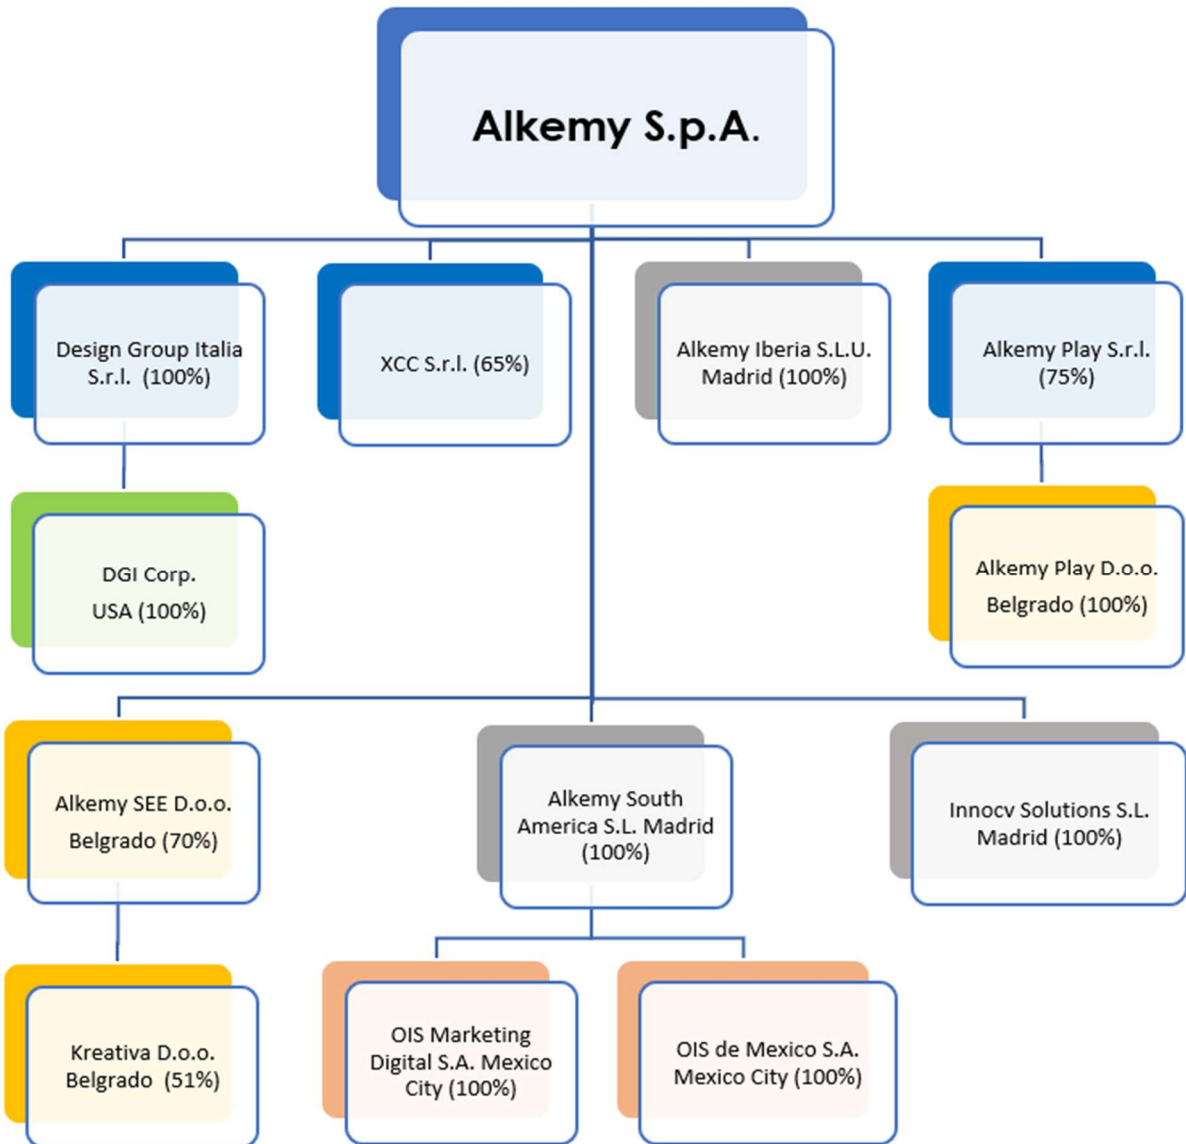 Alkemy S.p.A.
Design Group Italia
S.r.l. (100%)
XCC S.r.l. (65%)
Alkemy Iberia S.L.U.
Madrid (100%)
Alkemy Play S.r.l.
(75%)
DGI Corp.
USA (100%)
Alkemy Play D.o.o.
Belgrado (100%)
Alkemy SEE D.o.o.
Belgrado (70%)
Alkemy South
America S.L. Madrid
(100%)
Innocv Solutions S.L.
Madrid (100%)
Kreativa D.o.o.
Belgrado (51%)
OIS Marketing
Digital S.A. Mexico
City (100%)
OIS de Mexico S.A.
Mexico City (100%)